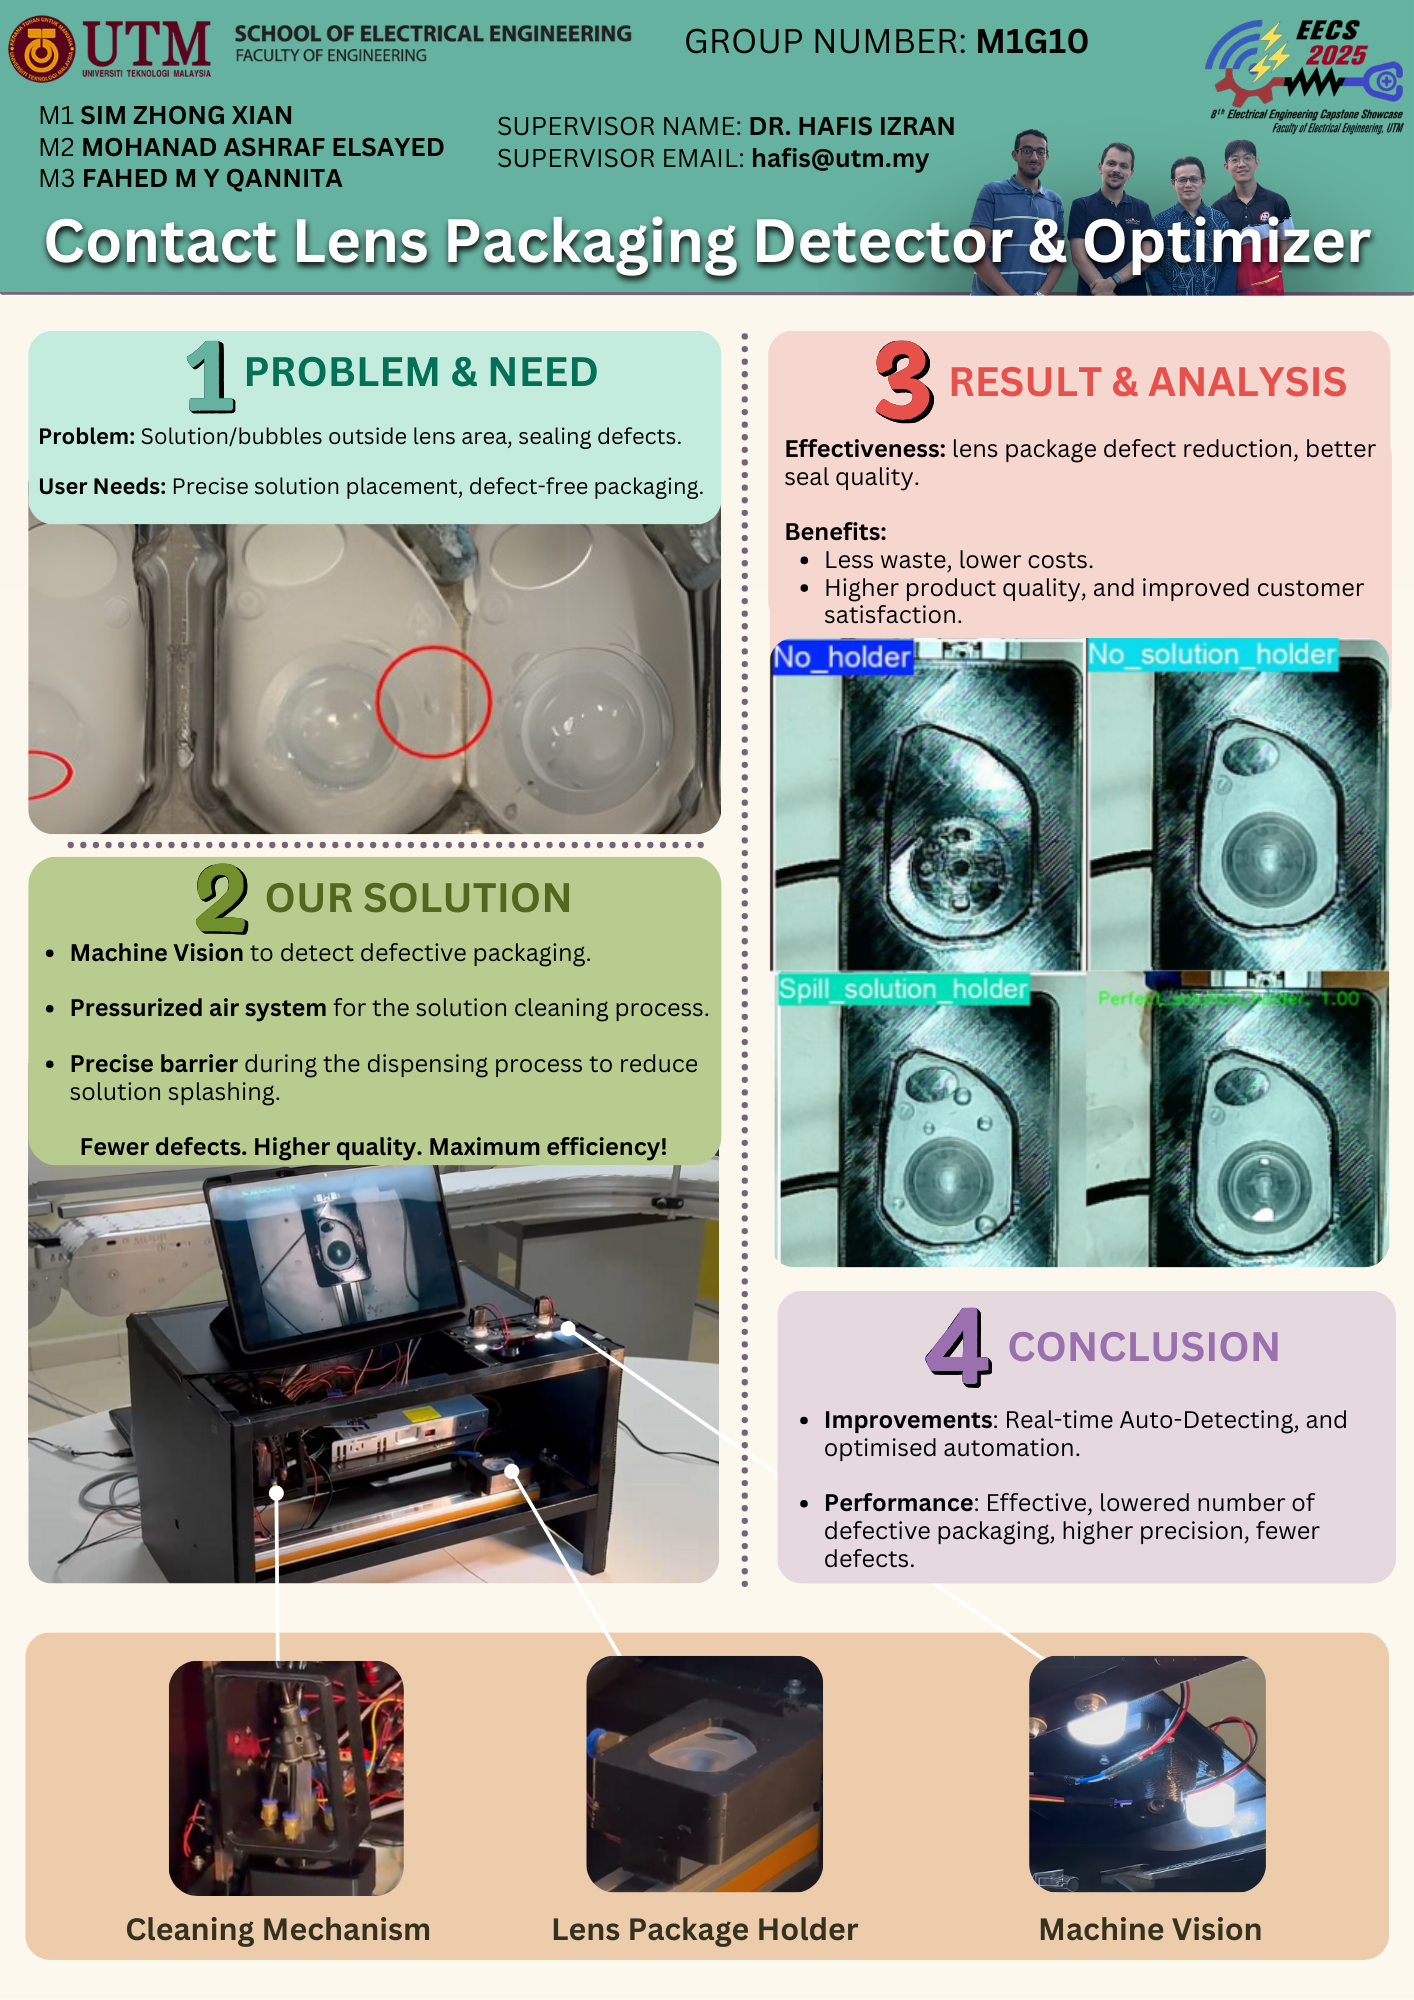 UTM
UNIVERSITI TEKNOLOGI MALAYSIA
SCHOOL OF ELECTRICAL ENGINEERING
FACULTY OF ENGINEERING
GROUP NUMBER: M1G10
EECS
2025
8th Electrical Engineering Capstone Showcase
Faculty of Electrical Engineering, UTM
M1 SIM ZHONG XIAN
M2 MOHANAD ASHRAF ELSAYED
M3 FAHED M Y QANNITA
SUPERVISOR NAME: DR. HAFIS IZRAN
SUPERVISOR EMAIL: hafis@utm.my
Contact Lens Packaging Detector & Optimizer
1 PROBLEM & NEED
Problem: Solution/bubbles outside lens area, sealing defects.
User Needs: Precise solution placement, defect-free packaging.
2 OUR SOLUTION
• Machine Vision to detect defective packaging.
• Pressurized air system for the solution cleaning process.
• Precise barrier during the dispensing process to reduce
solution splashing.
Fewer defects. Higher quality. Maximum efficiency!
3 RESULT & ANALYSIS
Effectiveness: lens package defect reduction, better
seal quality.
Benefits:
• Less waste, lower costs.
• Higher product quality, and improved customer
satisfaction.
No_holder
No_solution_holder
Spill_solution_holder
Perfect_solution_holder 1.00
4 CONCLUSION
• Improvements: Real-time Auto-Detecting, and
optimised automation.
• Performance: Effective, lowered number of
defective packaging, higher precision, fewer
defects.
Cleaning Mechanism
Lens Package Holder
Machine Vision